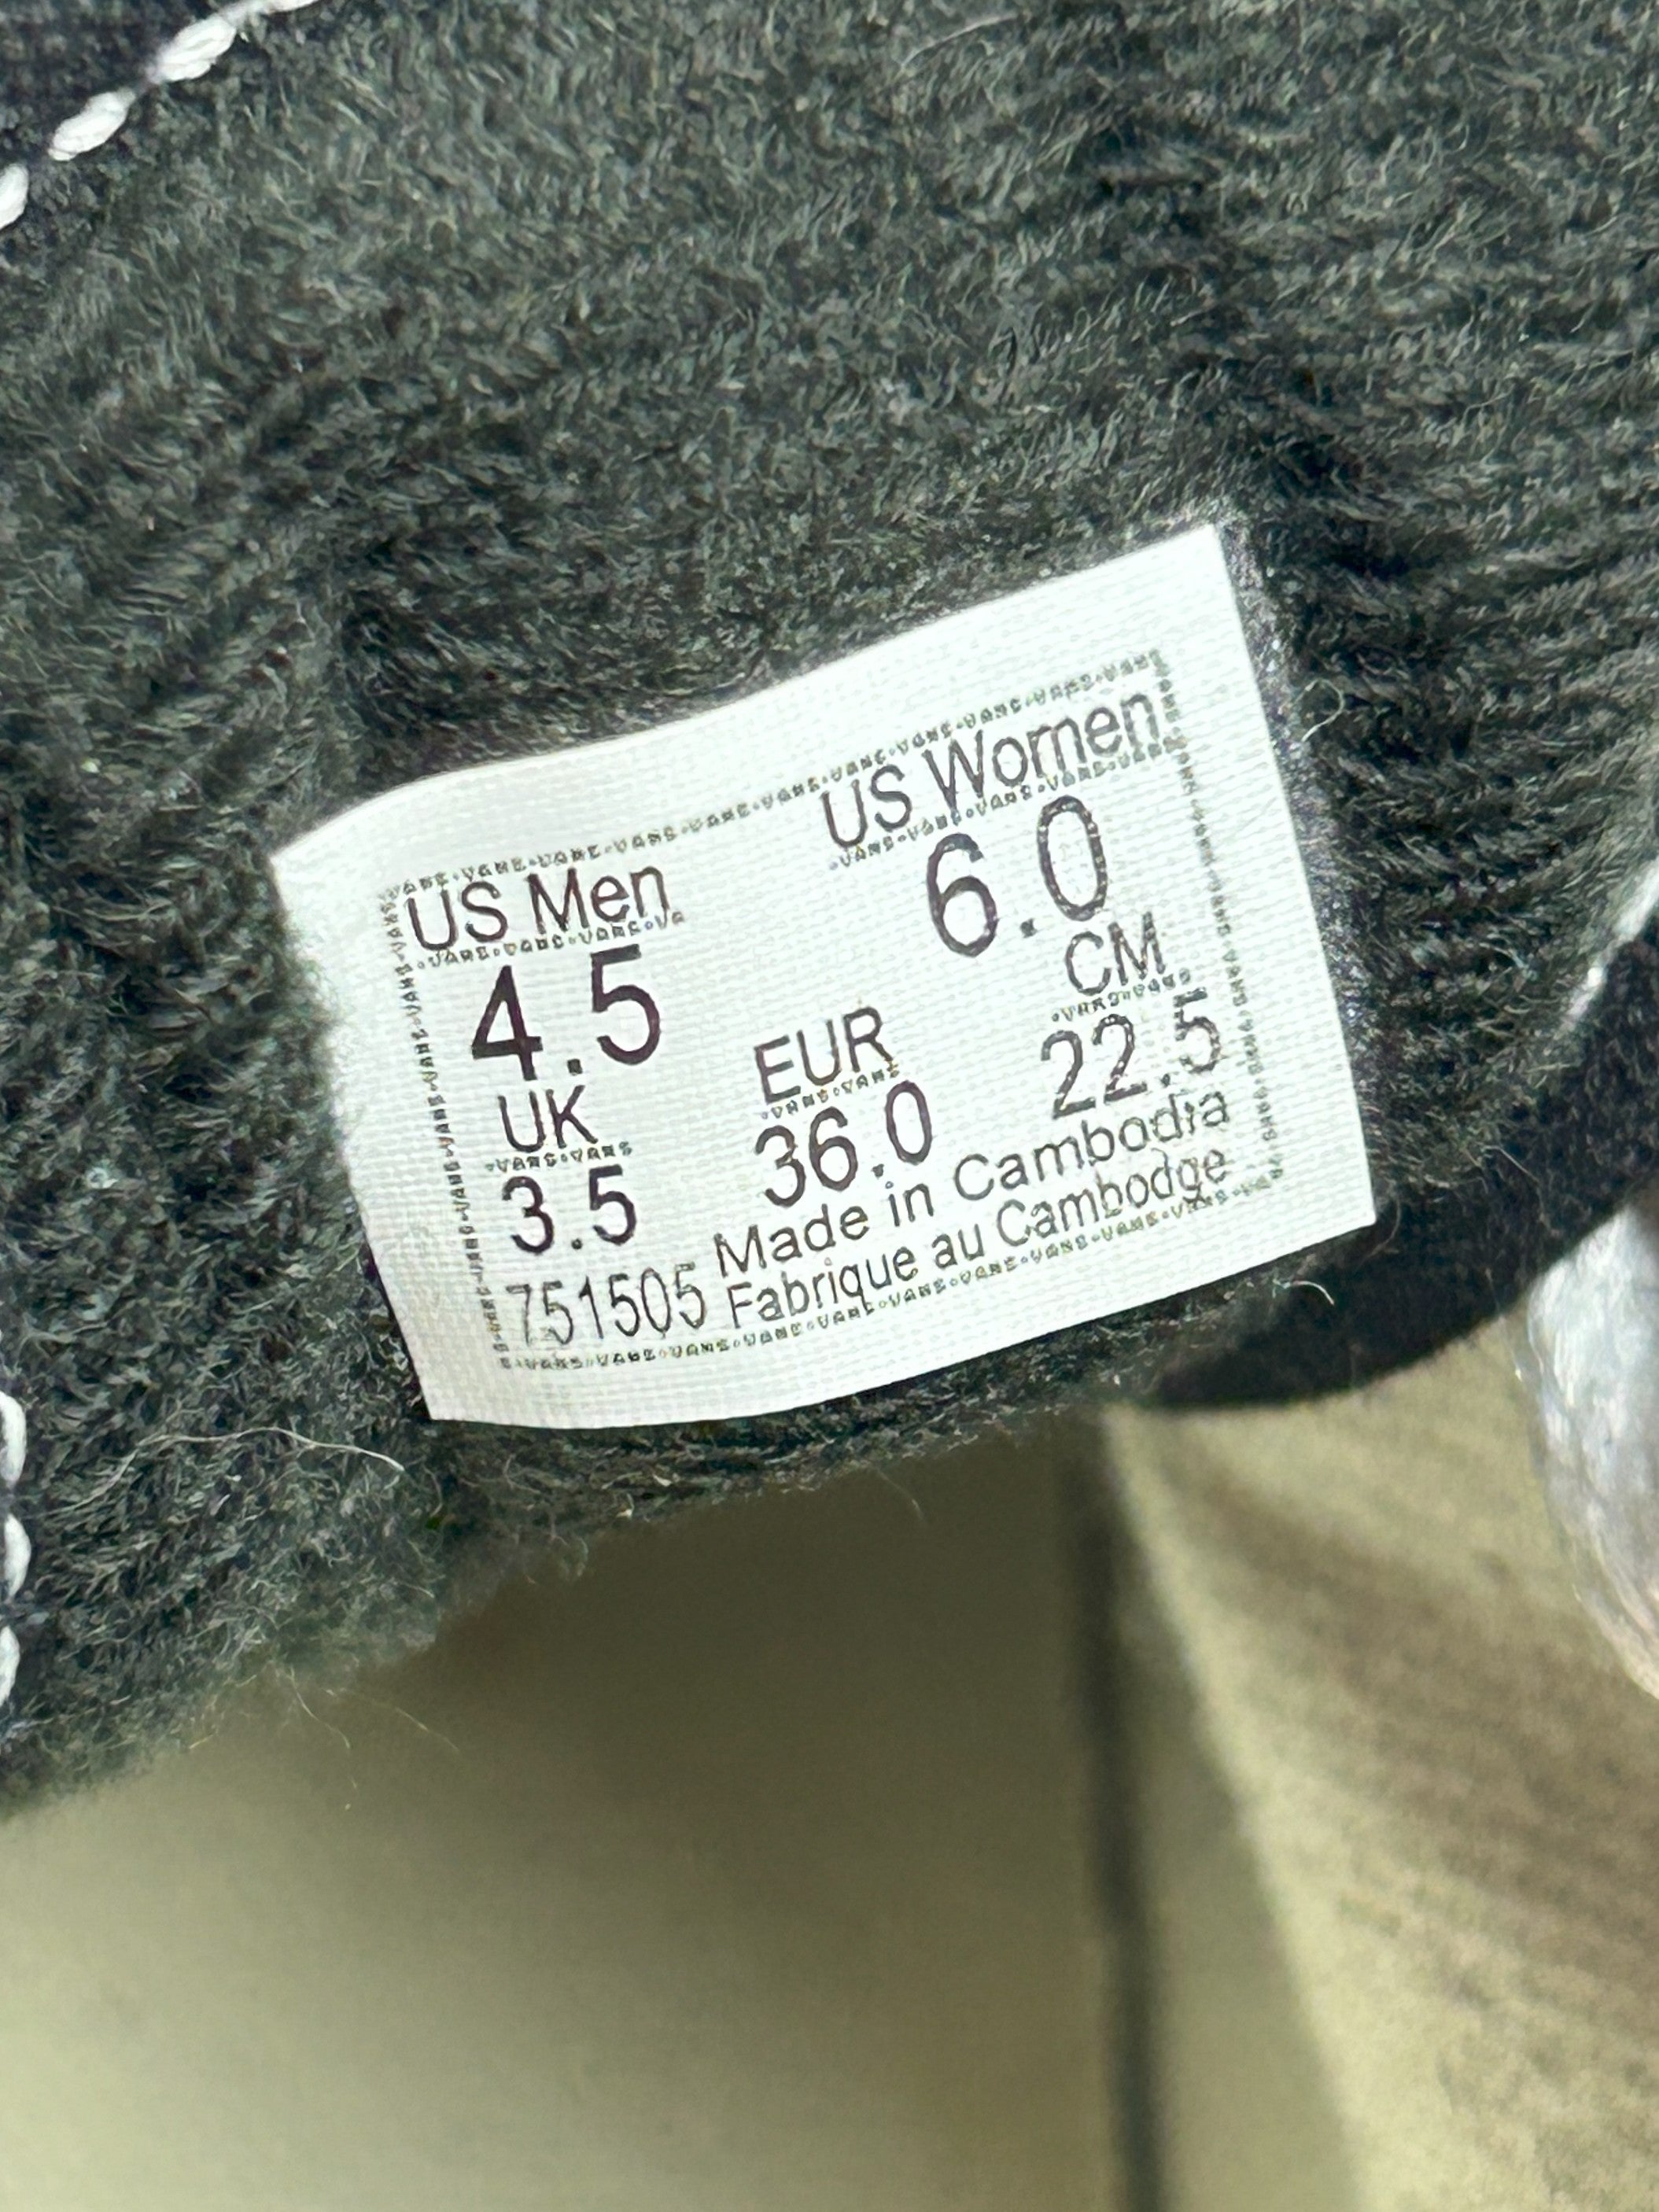 US Men US Women
4.5 6.0
UK EUR CM
3.5 36.0 22.5
Made in Cambodia
751505 Fabrique au Cambodge